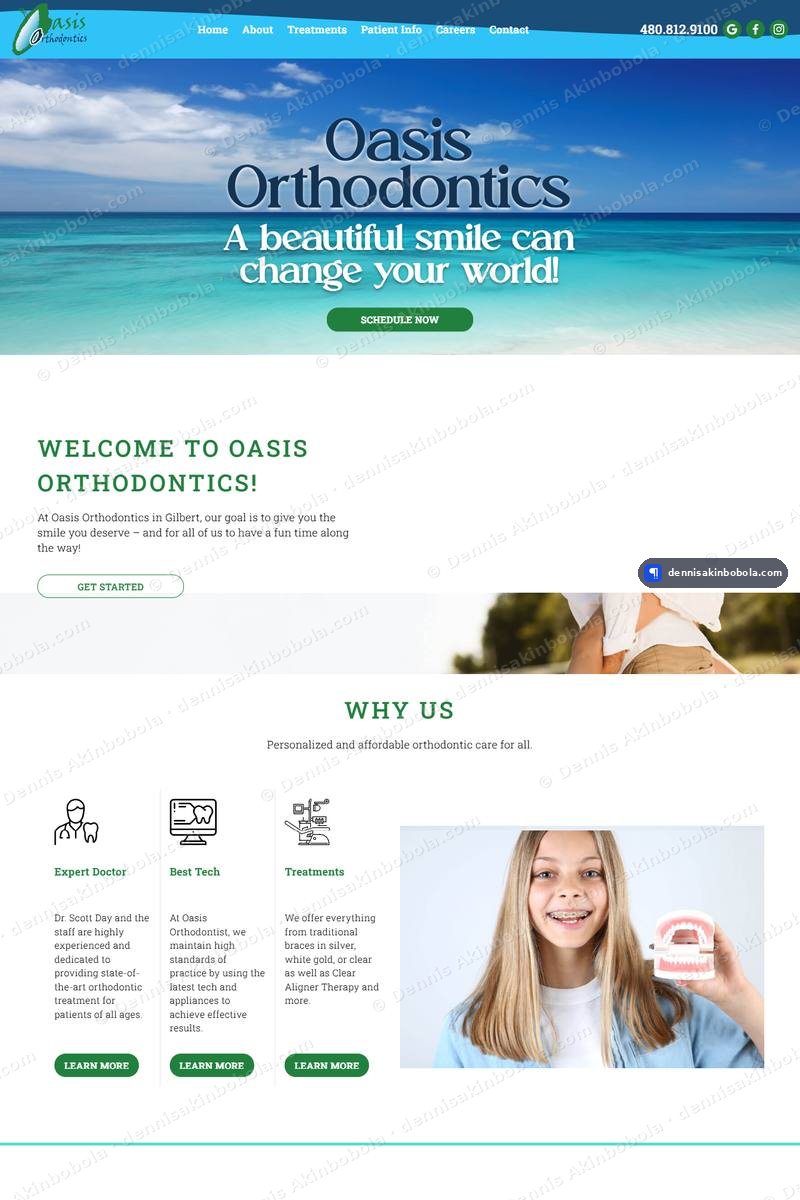 Oasis
Orthodontics
Home About Treatments Patient Info Careers Contact
480.812.9100
Oasis
Orthodontics
A beautiful smile can
change your world!
SCHEDULE NOW
WELCOME TO OASIS
ORTHODONTICS!
At Oasis Orthodontics in Gilbert, our goal is to give you the
smile you deserve – and for all of us to have a fun time along
the way!
GET STARTED
dennisakinbobola.com
WHY US
Personalized and affordable orthodontic care for all.
Expert Doctor
Dr. Scott Day and the
staff are highly
experienced and
dedicated to
providing state-of-
the-art orthodontic
treatment for
patients of all ages.
LEARN MORE
Best Tech
At Oasis
Orthodontist, we
maintain high
standards of
practice by using the
latest tech and
appliances to
achieve effective
results.
LEARN MORE
Treatments
We offer everything
from traditional
braces in silver,
white gold, or clear
as well as Clear
Aligner Therapy and
more.
LEARN MORE
© Dennis Akinbobola · dennisakinbobola.com